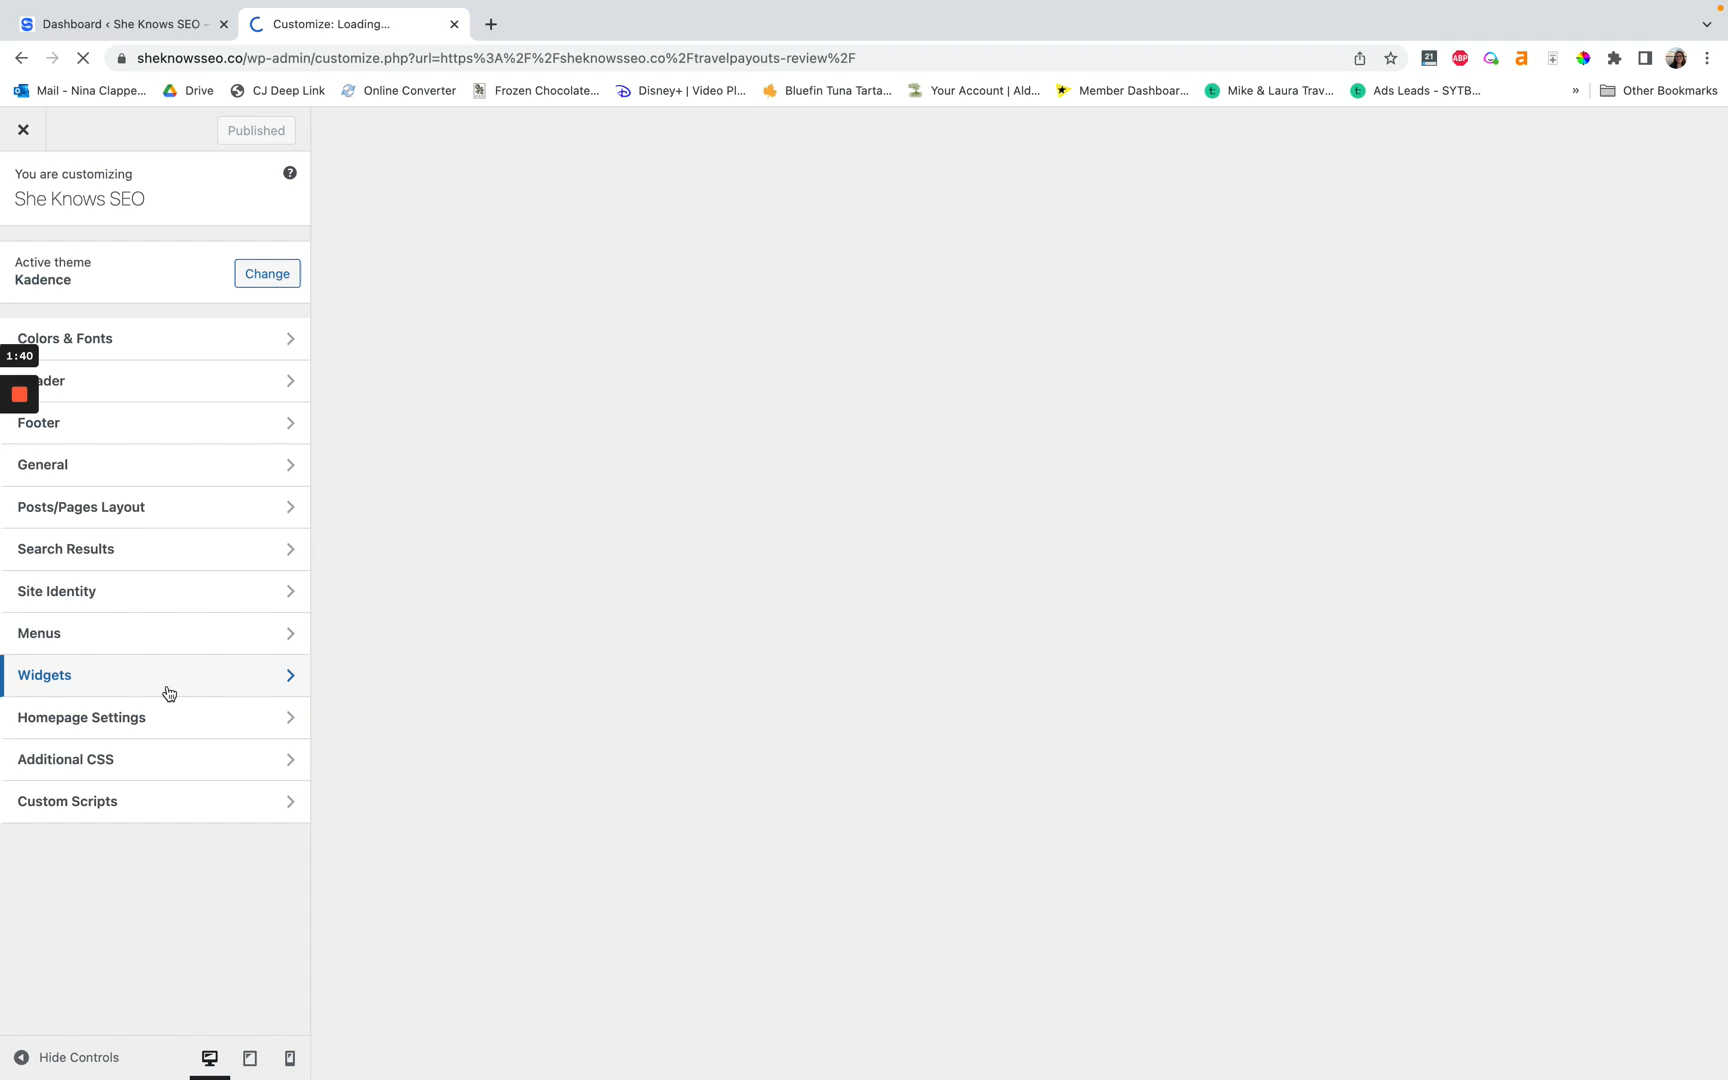 Dashboard ‹ She Knows SEO –
Customize: Loading...
sheknowsseo.co/wp-admin/customize.php?url=https%3A%2F%2Fsheknowsseo.co%2Ftravelpayouts-review%2F
21
ABP
Mail - Nina Clappe...
Drive
CJ Deep Link
Online Converter
Frozen Chocolate...
Disney+ | Video Pl...
Bluefin Tuna Tarta...
Your Account | Ald...
Member Dashboar...
Mike & Laura Trav...
Ads Leads - SYTB...
»
Other Bookmarks
Published
You are customizing
She Knows SEO
Active theme
Kadence
Change
Colors & Fonts
1:40
ader
Footer
General
Posts/Pages Layout
Search Results
Site Identity
Menus
Widgets
Homepage Settings
Additional CSS
Custom Scripts
Hide Controls